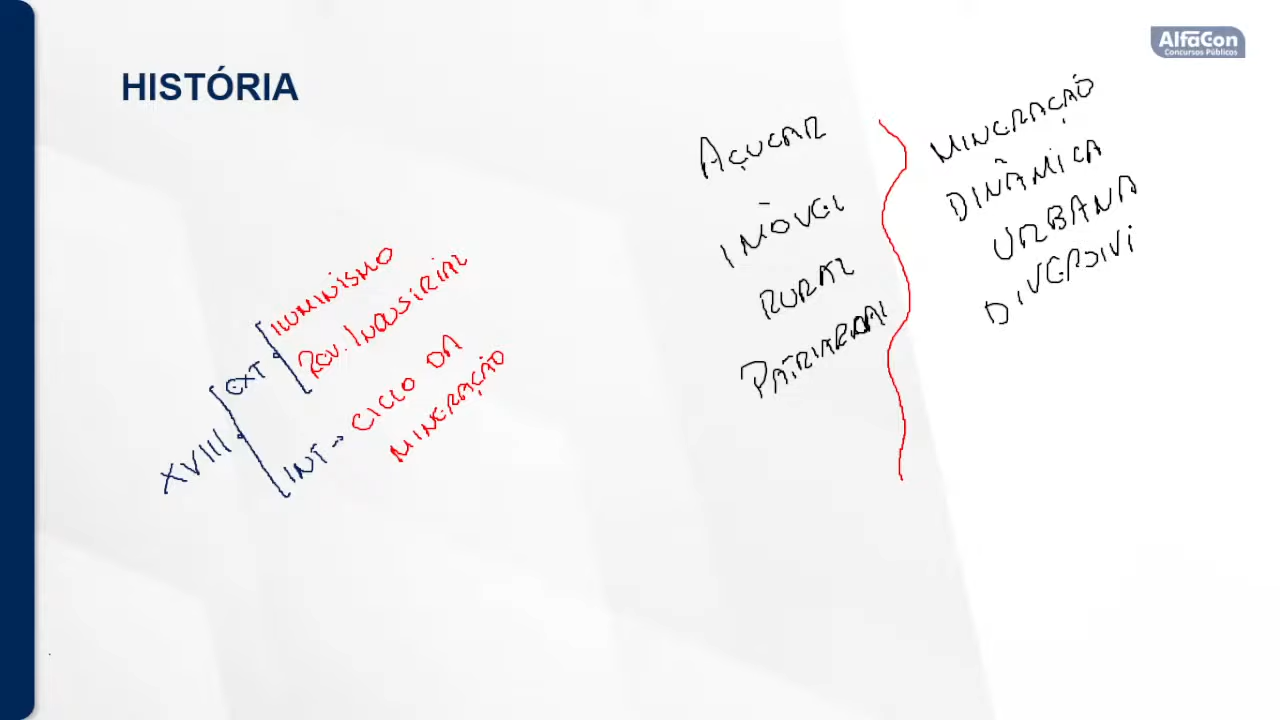 AlfaCon
Concursos Públicos
HISTÓRIA
XVIII
EXT
ILUMINISMO
REV. INDUSTRIAL
INT → CICLO DA
MINERAÇÃO
AÇUCAR
IMÓVEL
RURAL
PATRIARCAL
MINERAÇÃO
DINÂMICA
URBANA
DIVERSIVI